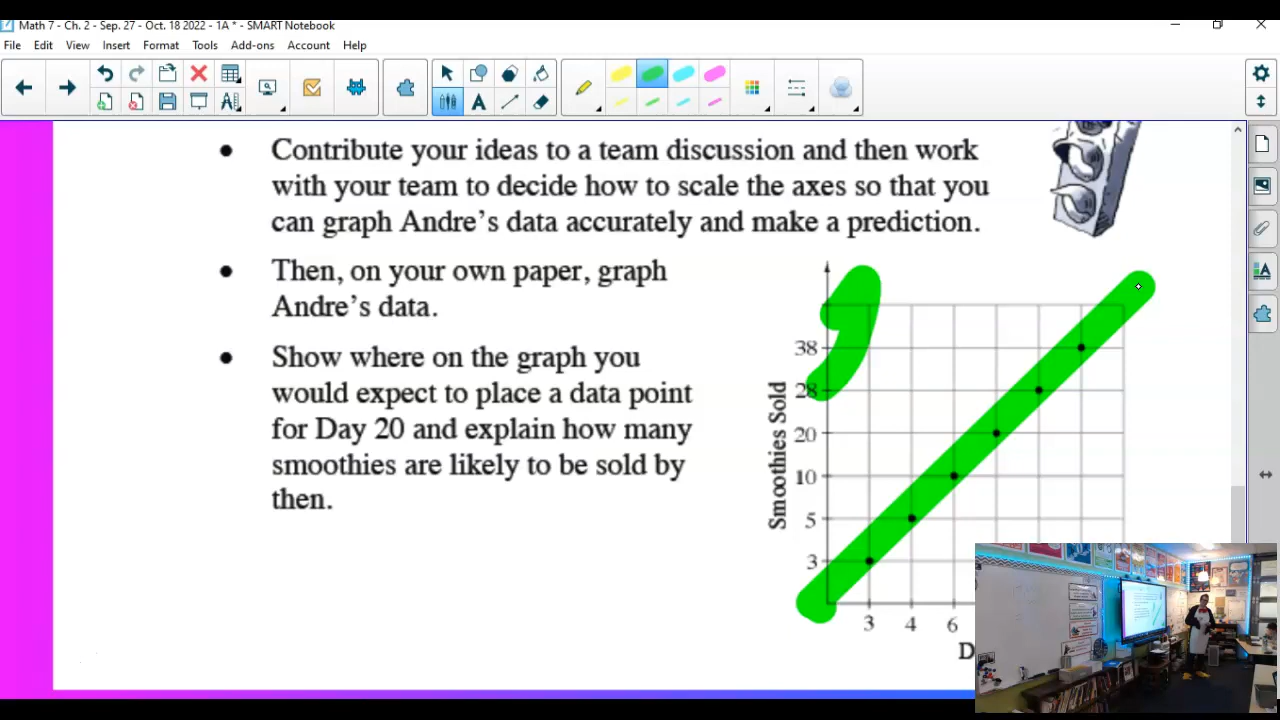 Math 7 - Ch. 2 - Sep. 27 - Oct. 18 2022 - 1A * - SMART Notebook
File Edit View Insert Format Tools Add-ons Account Help
• Contribute your ideas to a team discussion and then work
with your team to decide how to scale the axes so that you
can graph Andre’s data accurately and make a prediction.
• Then, on your own paper, graph
Andre’s data.
• Show where on the graph you
would expect to place a data point
for Day 20 and explain how many
smoothies are likely to be sold by
then.
Smoothies Sold
38
28
20
10
5
3
3 4 6
D